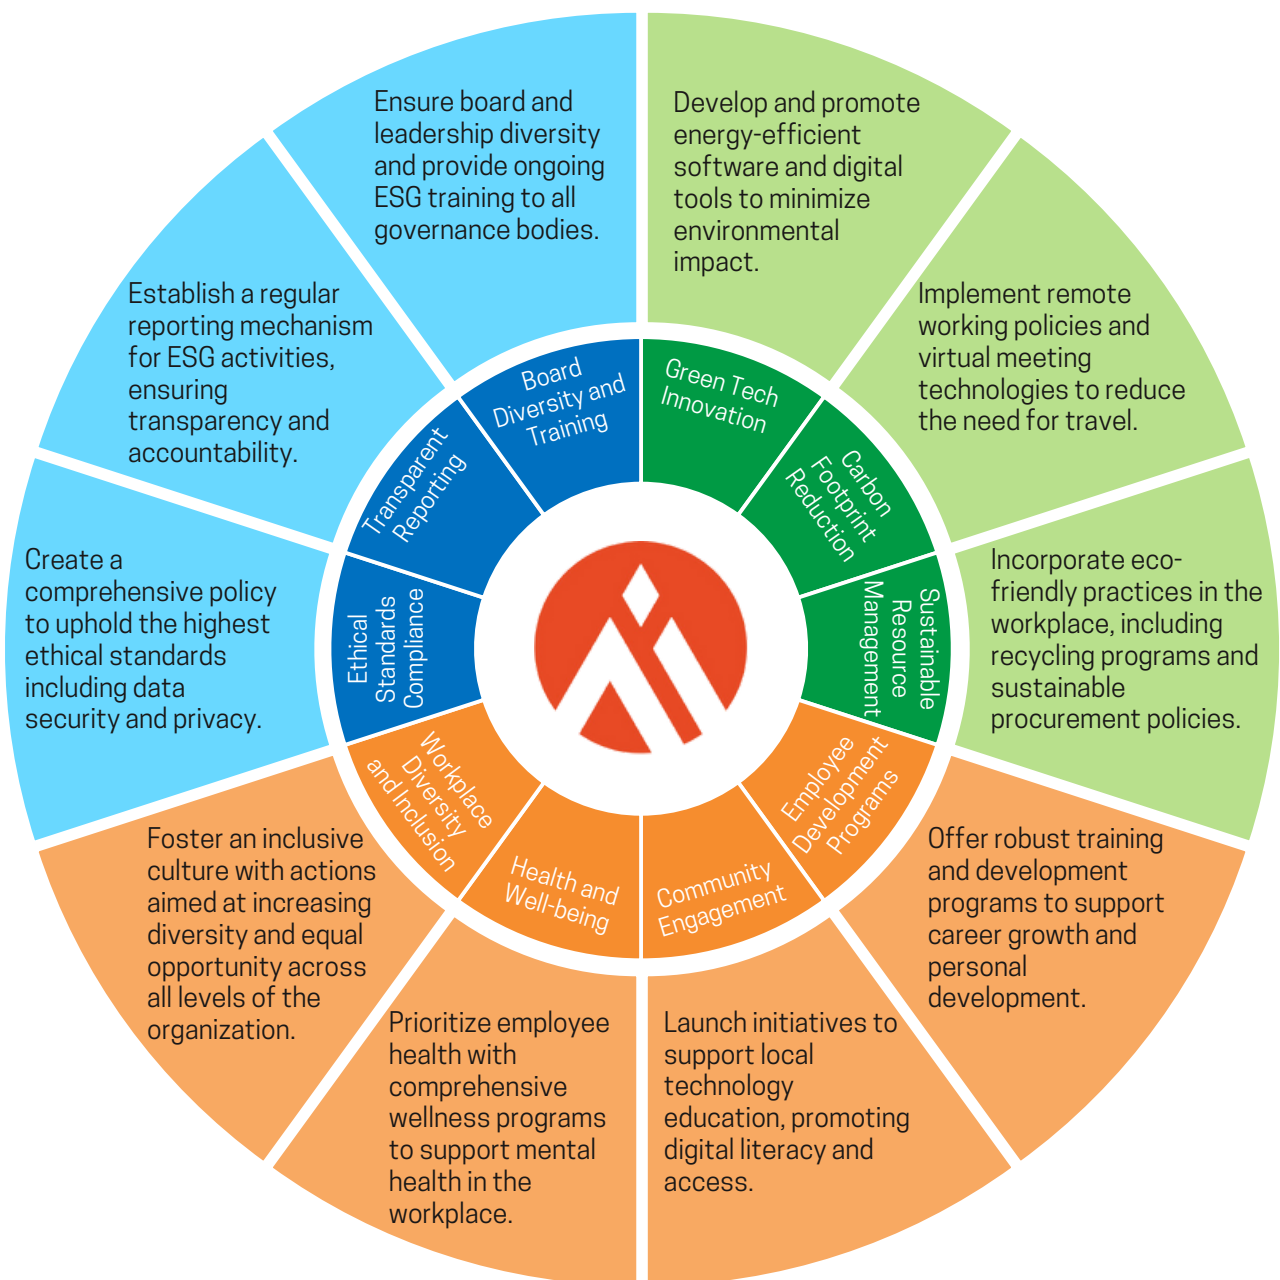 Ensure board and
leadership diversity
and provide ongoing
ESG training to all
governance bodies.
Develop and promote
energy-efficient
software and digital
tools to minimize
environmental
impact.
Implement remote
working policies and
virtual meeting
technologies to reduce
the need for travel.
Incorporate eco-
friendly practices in the
workplace, including
recycling programs and
sustainable
procurement policies.
Offer robust training
and development
programs to support
career growth and
personal
development.
Launch initiatives to
support local
technology
education, promoting
digital literacy and
access.
Prioritize employee
health with
comprehensive
wellness programs
to support mental
health in the
workplace.
Foster an inclusive
culture with actions
aimed at increasing
diversity and equal
opportunity across
all levels of the
organization.
Create a
comprehensive policy
to uphold the highest
ethical standards
including data
security and privacy.
Establish a regular
reporting mechanism
for ESG activities,
ensuring
transparency and
accountability.
Board
Diversity and
Training
Green Tech
Innovation
Carbon
Footprint
Reduction
Sustainable
Resource
Management
Employee
Development
Programs
Community
Engagement
Health and
Well-being
Workplace
Diversity
and Inclusion
Ethical
Standards
Compliance
Transparent
Reporting